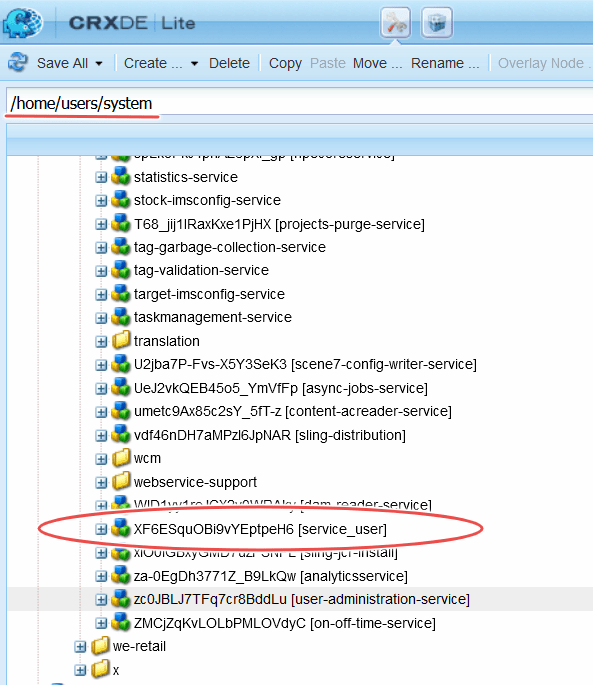 CRXDE | Lite
Save All Create ... Delete Copy Paste Move ... Rename ... Overlay Node .
/home/users/system
statistics-service
stock-imsconfig-service
T68_jij1lRaxKxe1PjHX [projects-purge-service]
tag-garbage-collection-service
tag-validation-service
target-imsconfig-service
taskmanagement-service
translation
U2jba7P-Fvs-X5Y3SeK3 [scene7-config-writer-service]
UeJ2vkQEB45o5_YmVfFp [async-jobs-service]
umetc9Ax85c2sY_5fT-z [content-acreader-service]
vdf46nDH7aMPzl6JpNAR [sling-distribution]
wcm
webservice-support
[dam-reader-service]
XF6ESquOBi9vYEptpeH6 [service_user]
[sling-jcr-install]
za-0EgDh3771Z_B9LkQw [analyticsservice]
zc0JBLJ7TFq7cr8BddLu [user-administration-service]
ZMCjZqKvLOLbPMLOVdyC [on-off-time-service]
we-retail
x